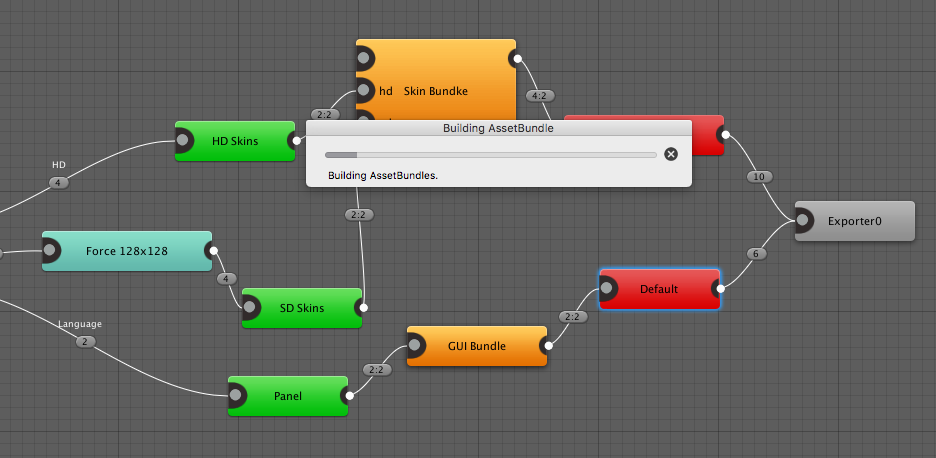 hd Skin Bundke
4:2
2:2
HD Skins
Building AssetBundle
Building AssetBundles.
HD
4
10
2:2
Exporter0
Force 128x128
4
6
SD Skins
Default
2:2
Language
2
GUI Bundle
2:2
Panel